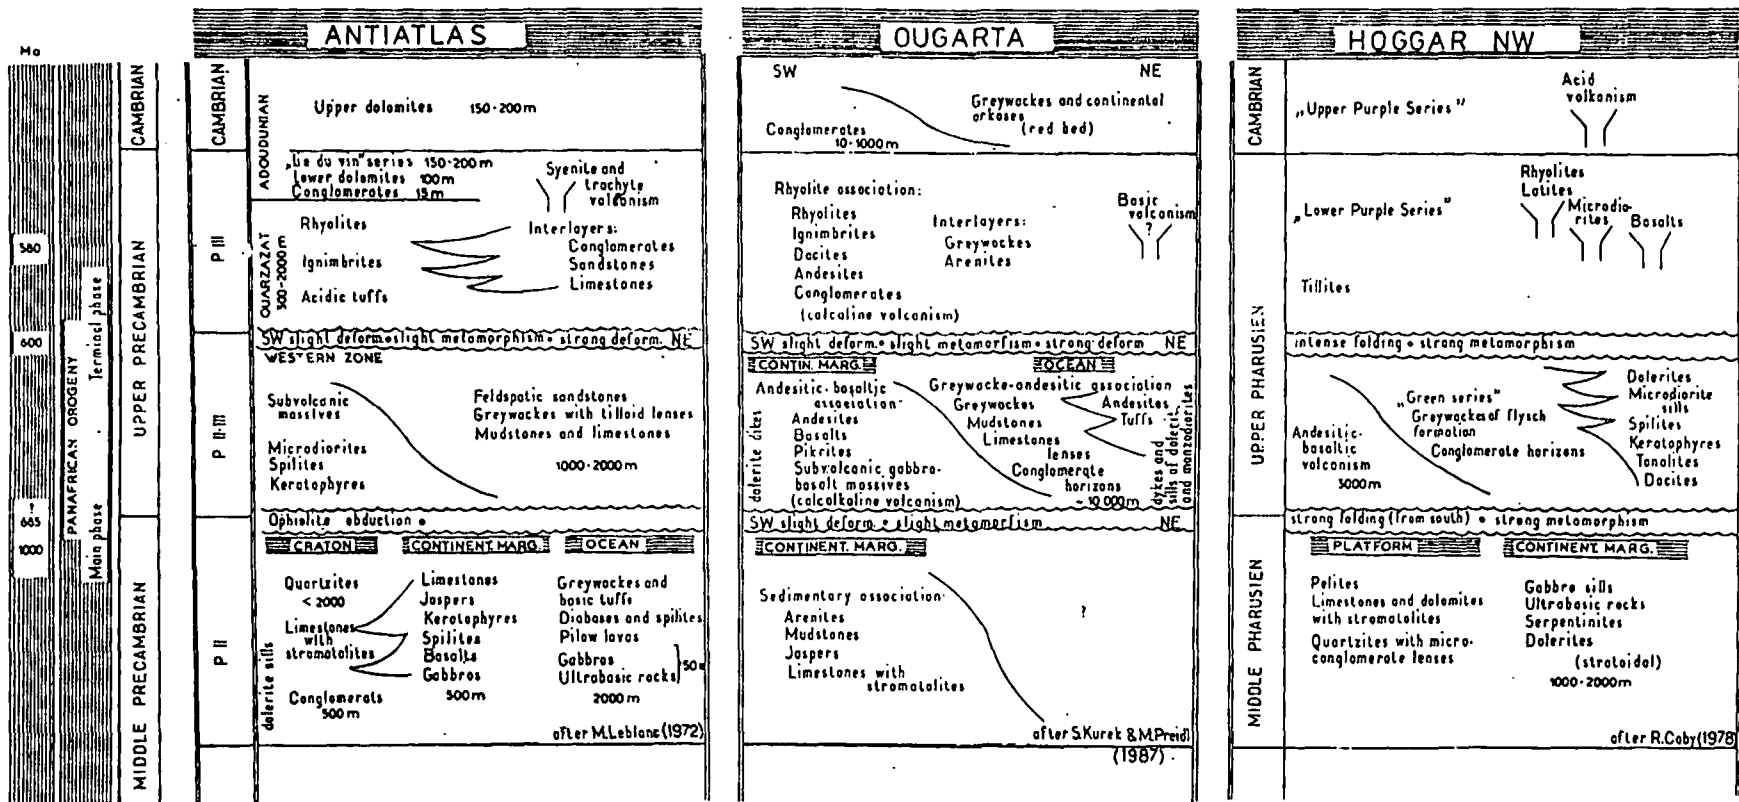 ANTIATLAS
OUGARTA
HOGGAR NW
Ma
580
600
?
685
1000
PANAFRICAN OROGENY
Terminal phase
Main phase
CAMBRIAN
UPPER PRECAMBRIAN
MIDDLE PRECAMBRIAN
CAMBRIAN
P III
P II-III
P II
ADOUDUNIAN
Upper dolomites 150-200m
„Lie du vin" series 150-200m
Lower dolomites 100m
Conglomerates 15m
Syenite and
trachyte
volcanism
OUARZAZAT
500-2000m
Rhyolites
Ignimbrites
Acidic tuffs
Interlayers:
Conglomerates
Sandstones
Limestones
SW slight deform. • slight metamorphism • strong deform. NE
WESTERN ZONE
Subvolcanic
massives
Microdiorites
Spilites
Keratophyres
Feldspatic sandstones
Greywackes with tilloid lenses
Mudstones and limestones
1000-2000m
Ophiolite obduction •
CRATON
CONTINENT MARG.
OCEAN
dolerite sills
Quartzites
< 2000
Limestones
with
stromatolites
Conglomerats
500m
Limestones
Jaspers
Keratophyres
Spilites
Basalts
Gabbros
500m
Greywackes and
basic tuffs
Diabases and spilites
Pilow lavas
Gabbros
Ultrabasic rocks
2000m
after M.Leblanc (1972)
SW NE
Conglomerates
10-1000m
Greywackes and continental
arkoses
(red bed)
Rhyolite association:
Rhyolites
Ignimbrites
Dacites
Andesites
Conglomerates
(calcaline volcanism)
Interlayers:
Greywackes
Arenites
Basic
volcanism
?
SW slight deform. • slight metamorfism • strong deform NE
CONTIN. MARG.
OCEAN
dolerite dikes
Andesitic-basaltic
association:
Andesites
Basalts
Pikrites
Subvolcanic gabbro-
basalt massives
(calcalkaline volcanism)
Greywacke-andesitic association
Greywackes
Mudstones
Limestones
lenses
Conglomerate
horizons
~ 10 000m
Andesites
Tuffs
dykes and
sills of dolerit.
and monzodiorites
SW slight deform. • slight metamorfism NE
CONTINENT. MARG.
Sedimentary association:
Arenites
Mudstones
Jaspers
Limestones with
stromatolites
?
after S.Kurek & M.Preidl
(1987)
CAMBRIAN
UPPER PHARUSIEN
MIDDLE PHARUSIEN
„Upper Purple Series"
Acid
volkanism
„Lower Purple Series"
Rhyolites
Latites
Microdio-
rites
Basalts
Tillites
intense folding • strong metamorphism
Andesitic-
basaltic
volcanism
3000m
„Green series"
Greywackes of flysch
formation
Conglomerate horizons
Dolerites
Microdiorite
sills
Spilites
Keratophyres
Tonalites
Dacites
strong folding (from south) • strong metamorphism
PLATFORM
CONTINENT MARG.
Pelites
Limestones and dolomites
with stromatolites
Quartzites with micro-
conglomerate lenses
Gabbro sills
Ultrabasic rocks
Serpentinites
Dolerites
(stratoidal)
1000-2000m
after R.Caby (1978)